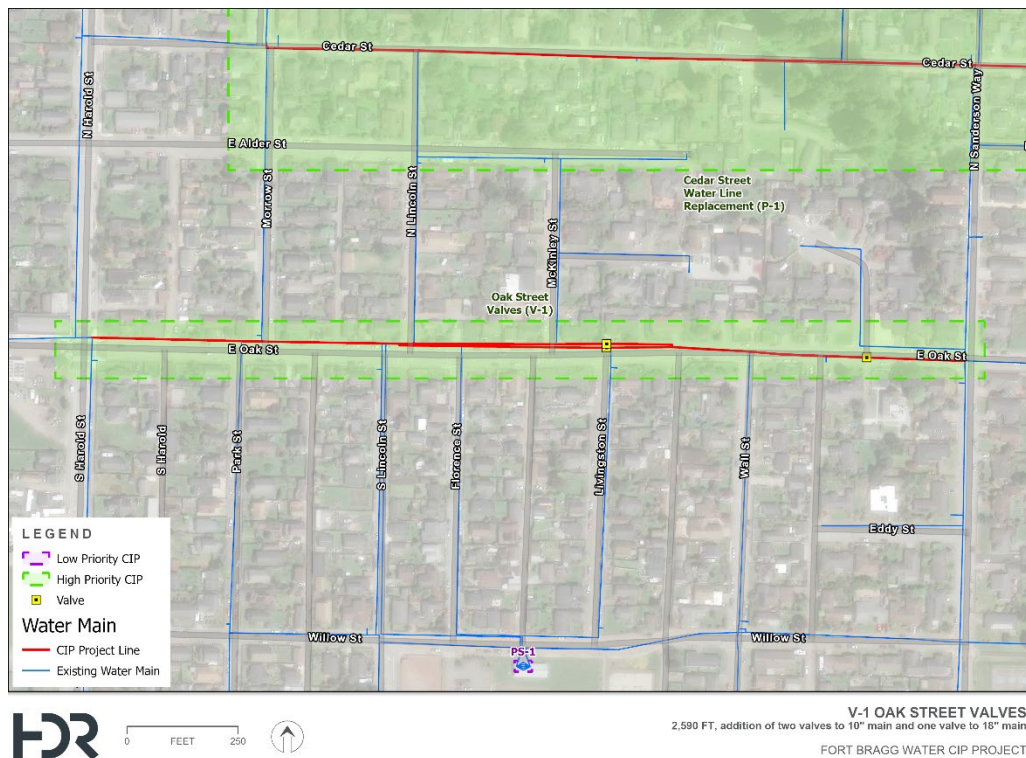 Cedar St
Cedar St
N Harold St
N Sanderson Way
E Alder St
Morrow St
N Lincoln St
McKinley St
Cedar Street
Water Line
Replacement (P-1)
Oak Street
Valves (V-1)
E Oak St
E Oak St
S Harold St
S Harold
Park St
S Lincoln St
Florence St
Livingston St
Wall St
Eddy St
Willow St
Willow St
PS-1
LEGEND
Low Priority CIP
High Priority CIP
Valve
Water Main
CIP Project Line
Existing Water Main
HDR
0 FEET 250
V-1 OAK STREET VALVES
2,590 FT, addition of two valves to 10" main and one valve to 18" main
FORT BRAGG WATER CIP PROJECT